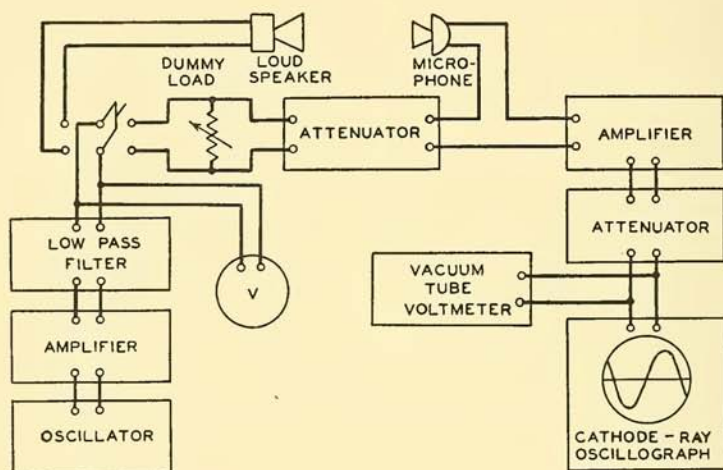 DUMMY
LOAD
LOUD
SPEAKER
MICRO-
PHONE
ATTENUATOR
AMPLIFIER
ATTENUATOR
LOW PASS
FILTER
V
VACUUM
TUBE
VOLTMETER
AMPLIFIER
OSCILLATOR
CATHODE - RAY
OSCILLOGRAPH